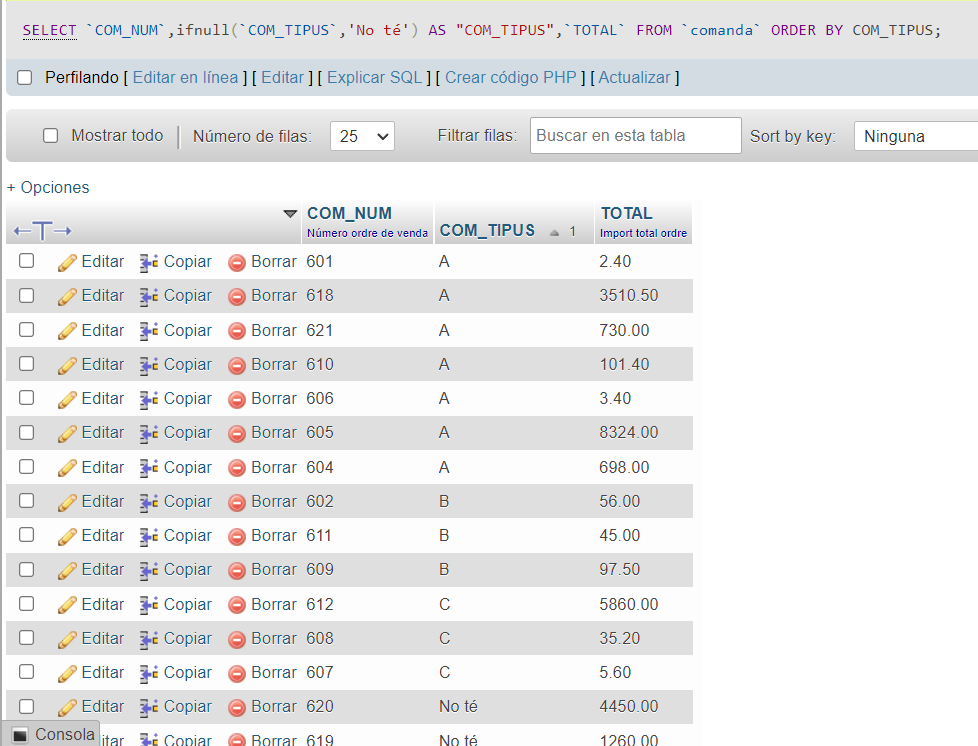 SELECT `COM_NUM`,ifnull(`COM_TIPUS`,'No té') AS "COM_TIPUS",`TOTAL` FROM `comanda` ORDER BY COM_TIPUS;
Perfilando [ Editar en línea ] [ Editar ] [ Explicar SQL ] [ Crear código PHP ] [ Actualizar ]
Mostrar todo | Número de filas: 25 Filtrar filas: Buscar en esta tabla Sort by key: Ninguna
+ Opciones
←T→ COM_NUM Número ordre de venda COM_TIPUS 1 TOTAL Import total ordre
Editar Copiar Borrar 601 A 2.40
Editar Copiar Borrar 618 A 3510.50
Editar Copiar Borrar 621 A 730.00
Editar Copiar Borrar 610 A 101.40
Editar Copiar Borrar 606 A 3.40
Editar Copiar Borrar 605 A 8324.00
Editar Copiar Borrar 604 A 698.00
Editar Copiar Borrar 602 B 56.00
Editar Copiar Borrar 611 B 45.00
Editar Copiar Borrar 609 B 97.50
Editar Copiar Borrar 612 C 5860.00
Editar Copiar Borrar 608 C 35.20
Editar Copiar Borrar 607 C 5.60
Editar Copiar Borrar 620 No té 4450.00
Consola itar Copiar Borrar 619 No té 1260.00